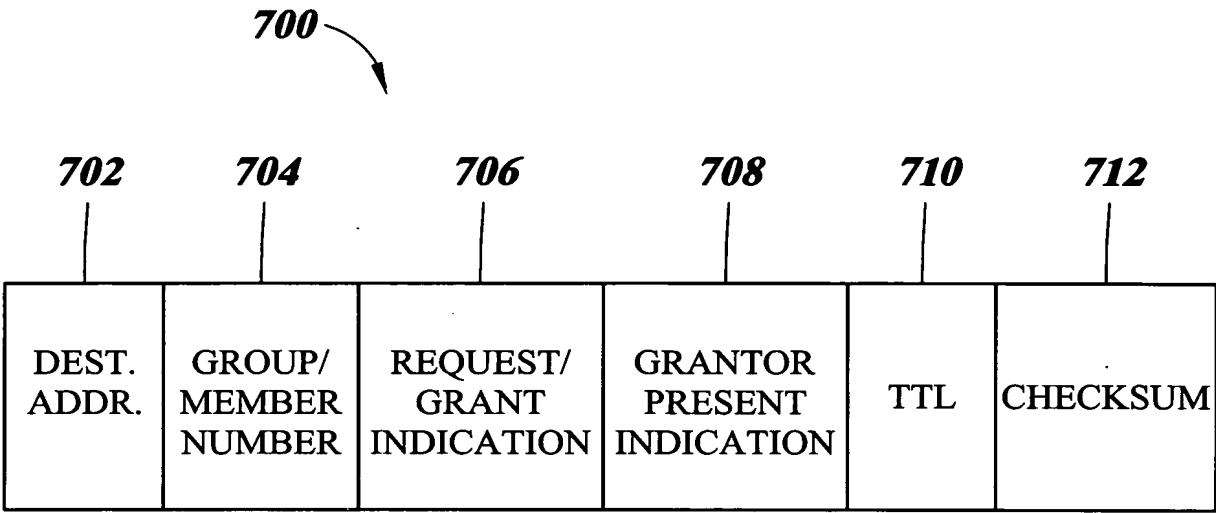 700
702 704 706 708 710 712
DEST. ADDR.
GROUP/ MEMBER NUMBER
REQUEST/ GRANT INDICATION
GRANTOR PRESENT INDICATION
TTL
CHECKSUM